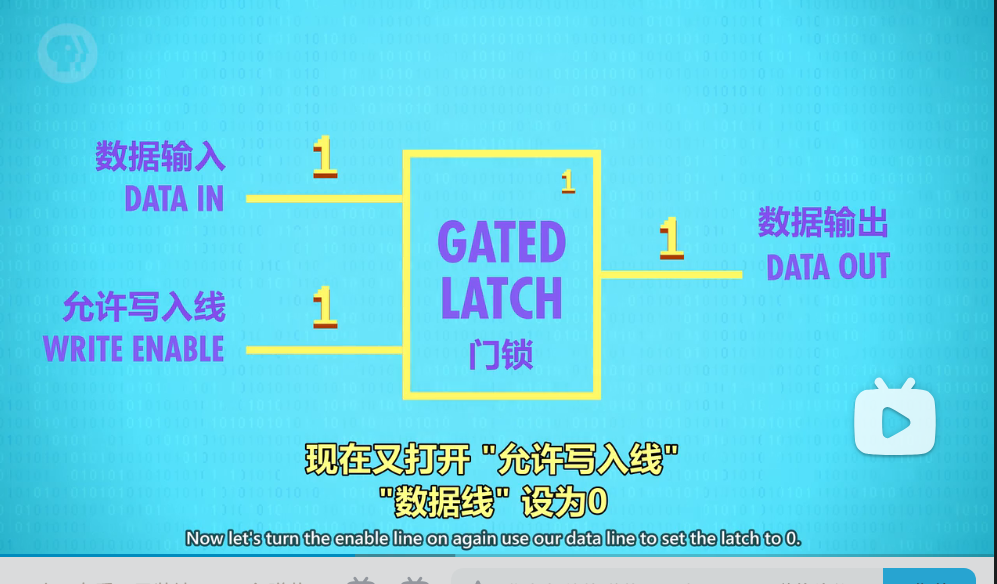 数据输入
DATA IN
1
1
GATED
LATCH
门锁
1
数据输出
DATA OUT
允许写入线
WRITE ENABLE
1
现在又打开 "允许写入线"
"数据线" 设为0
Now let's turn the enable line on again use our data line to set the latch to 0.